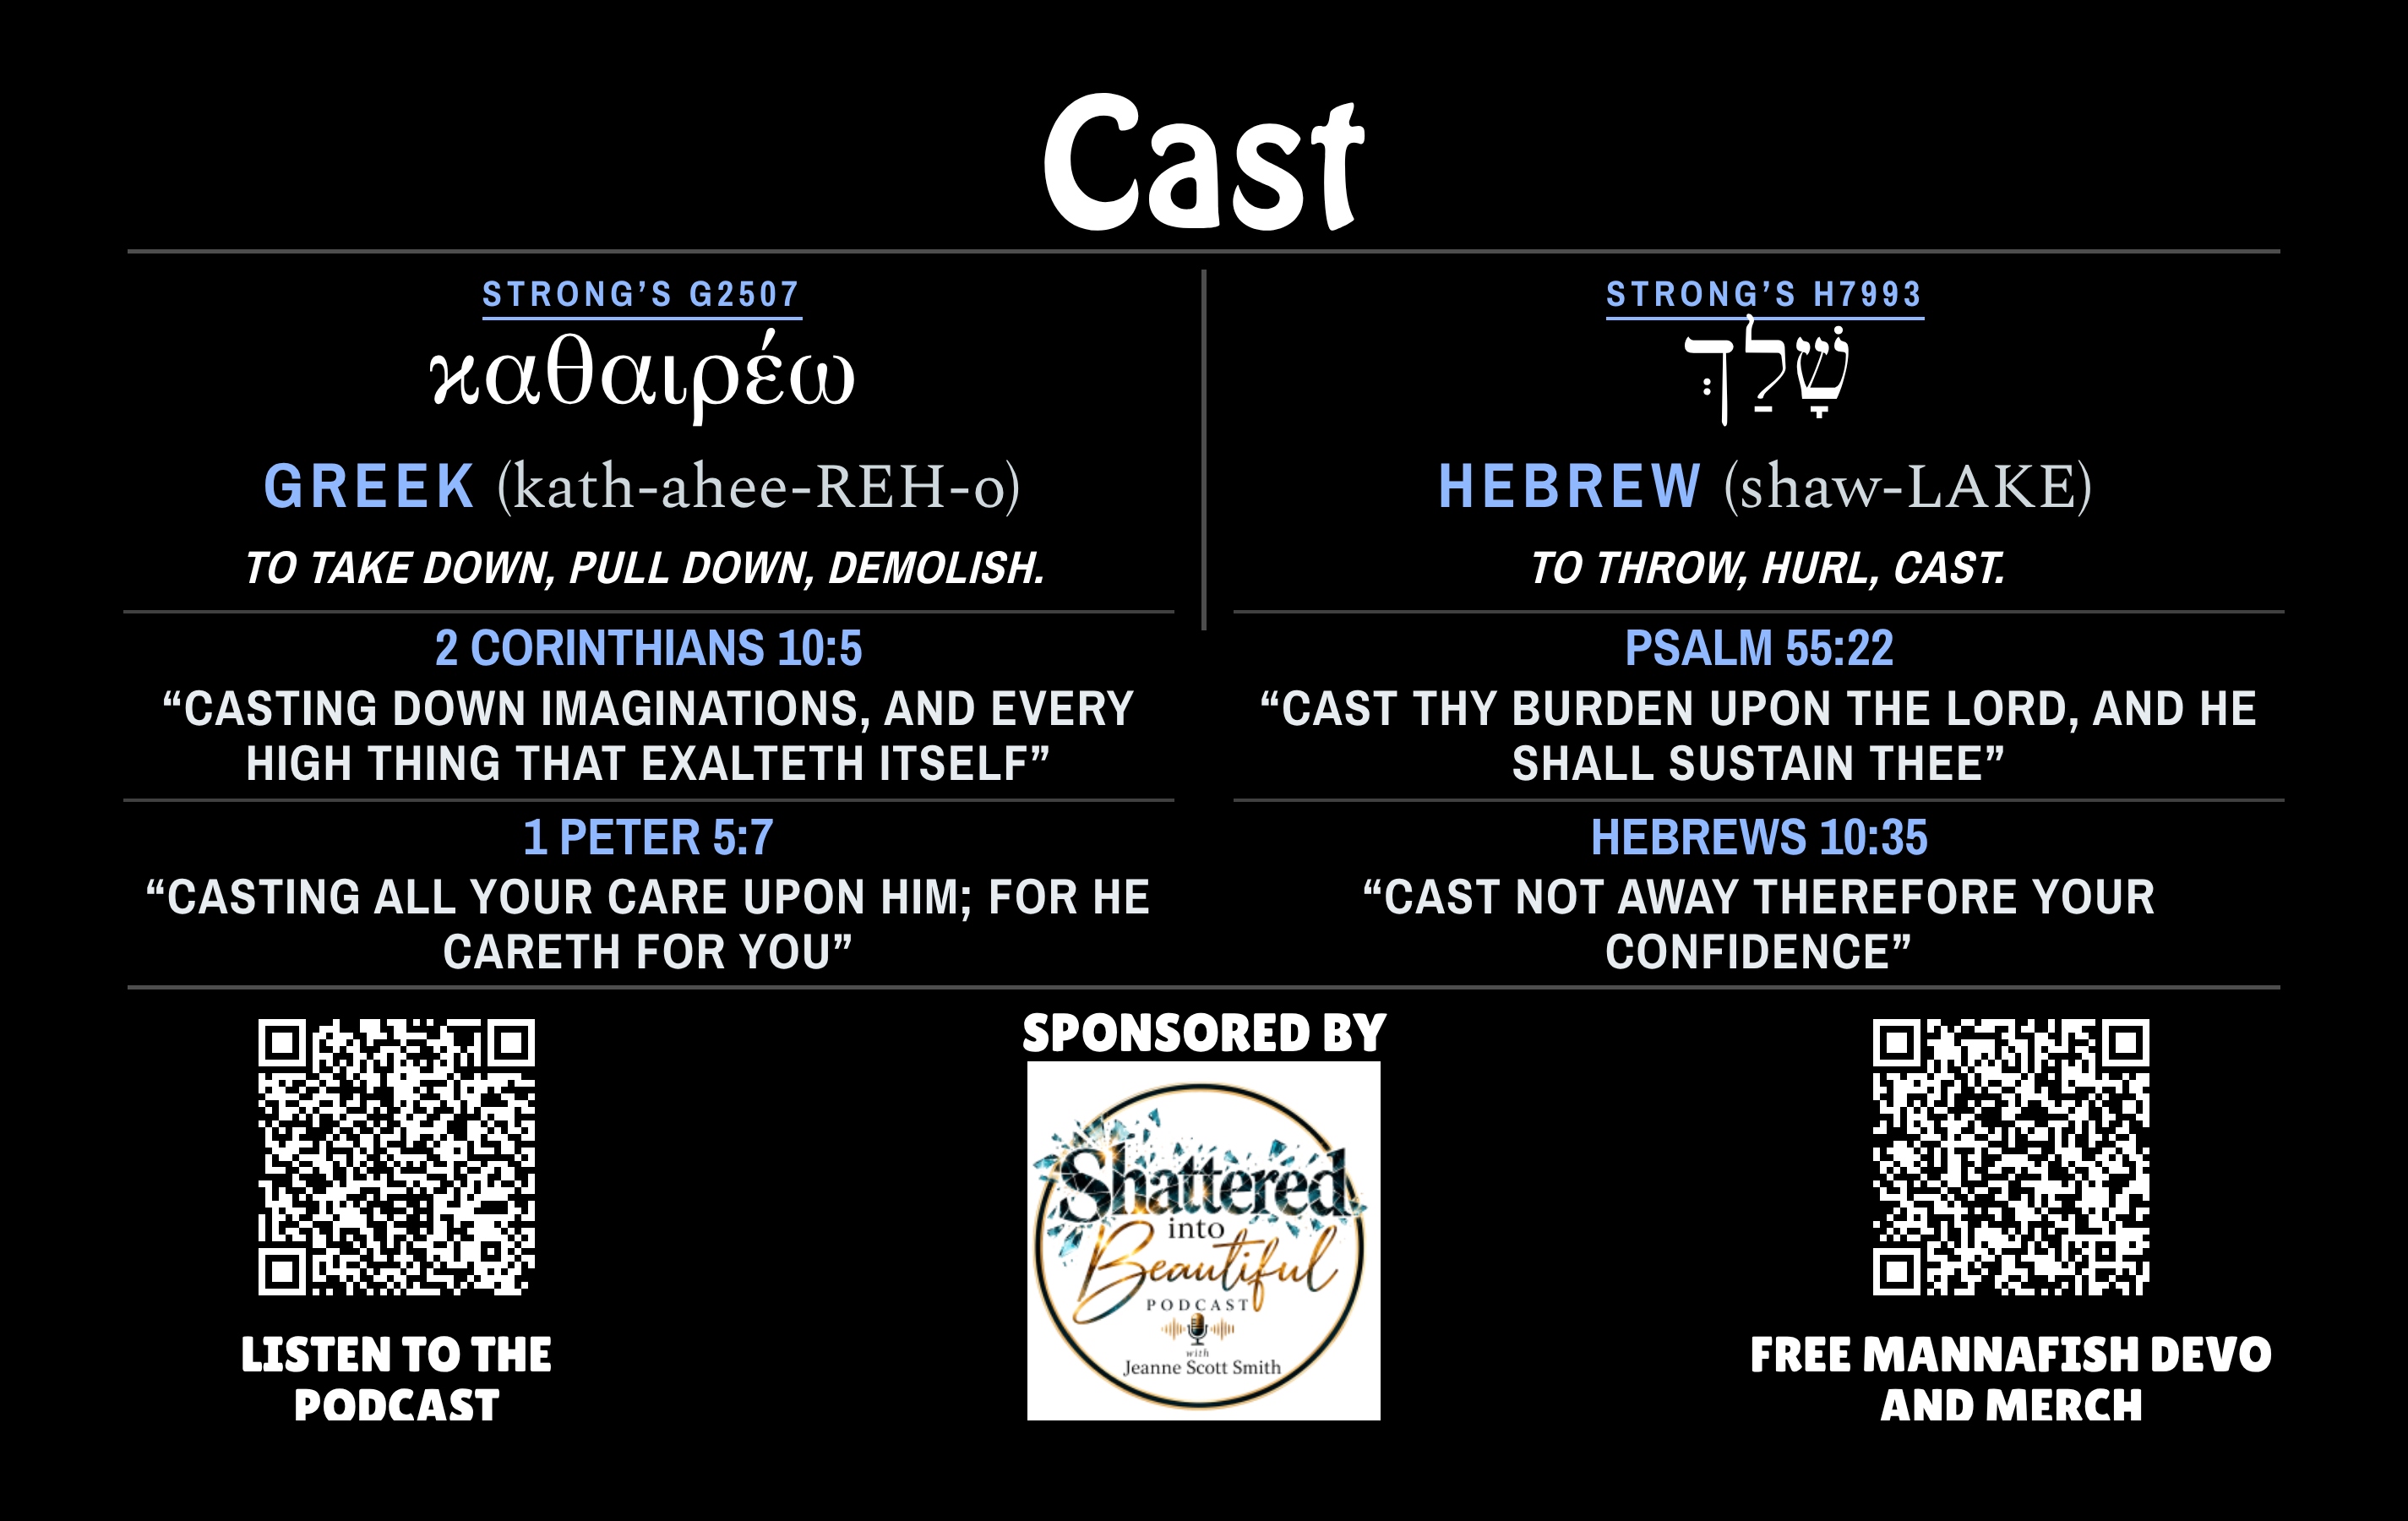 Cast
STRONG’S G2507
καθαιρέω
GREEK (kath-ahee-REH-o)
TO TAKE DOWN, PULL DOWN, DEMOLISH.
STRONG’S H7993
שָׁלַךְ
HEBREW (shaw-LAKE)
TO THROW, HURL, CAST.
2 CORINTHIANS 10:5
“CASTING DOWN IMAGINATIONS, AND EVERY
HIGH THING THAT EXALTETH ITSELF”
PSALM 55:22
“CAST THY BURDEN UPON THE LORD, AND HE
SHALL SUSTAIN THEE”
1 PETER 5:7
“CASTING ALL YOUR CARE UPON HIM; FOR HE
CARETH FOR YOU”
HEBREWS 10:35
“CAST NOT AWAY THEREFORE YOUR
CONFIDENCE”
LISTEN TO THE
PODCAST
SPONSORED BY
Shattered
into
Beautiful
PODCAST
with
Jeanne Scott Smith
FREE MANNAFISH DEVO
AND MERCH